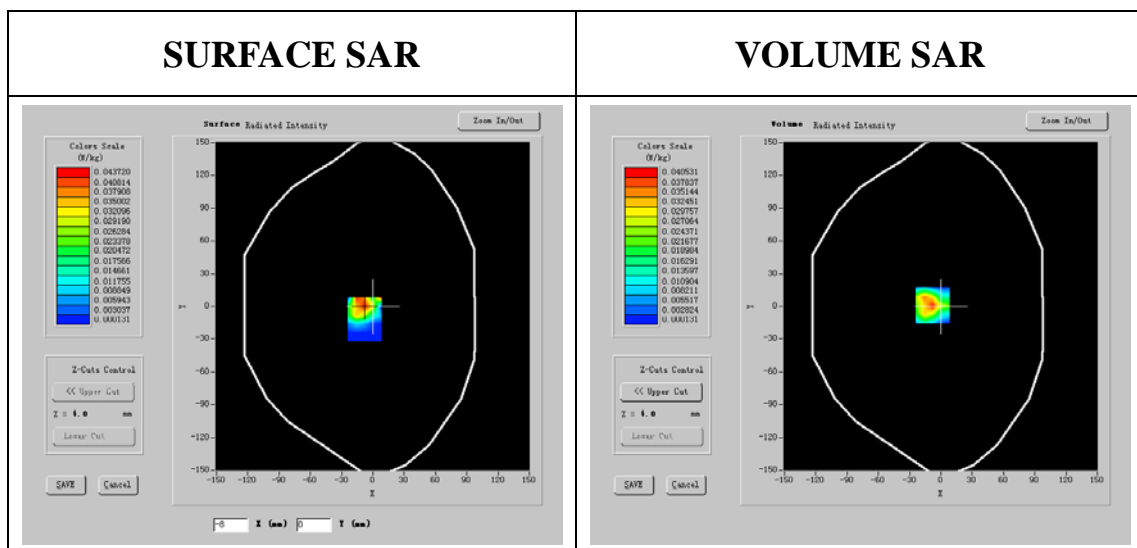 SURFACE SAR
VOLUME SAR
Surface Radiated Intensity
Zoom In/Out
Colors Scale
(W/kg)
0.043720
0.040814
0.037908
0.035002
0.032096
0.029190
0.026284
0.023378
0.020472
0.017566
0.014661
0.011755
0.008849
0.005943
0.003037
0.000131
150
120
90
60
30
0
-30
-60
-90
-120
-150
Y
-150 -120 -90 -60 -30 0 30 60 90 120 150
X
Z-Cuts Control
<< Upper Cut
Z = 4.0 mm
Lower Cut
SAVE Cancel
-8 X (mm) 0 Y (mm)
Volume Radiated Intensity
Zoom In/Out
Colors Scale
(W/kg)
0.040531
0.037837
0.035144
0.032451
0.029757
0.027064
0.024371
0.021677
0.018984
0.016291
0.013597
0.010904
0.008211
0.005517
0.002824
0.000131
150
120
90
60
30
0
-30
-60
-90
-120
-150
Y
-150 -120 -90 -60 -30 0 30 60 90 120 150
X
Z-Cuts Control
<< Upper Cut
Z = 4.0 mm
Lower Cut
SAVE Cancel